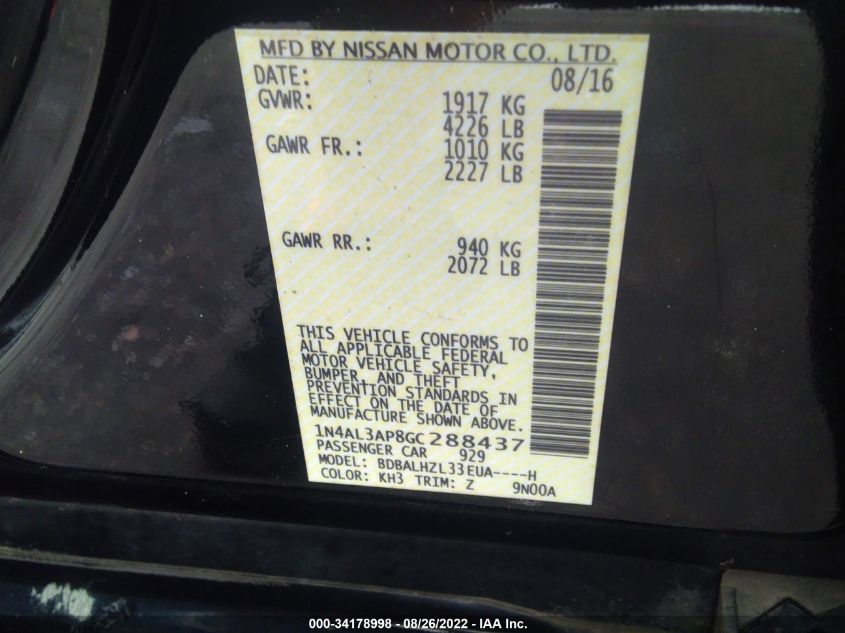 MFD BY NISSAN MOTOR CO., LTD.
DATE: 08/16
GVWR: 1917 KG
4226 LB
GAWR FR.: 1010 KG
2227 LB
GAWR RR.: 940 KG
2072 LB
THIS VEHICLE CONFORMS TO
ALL APPLICABLE FEDERAL
MOTOR VEHICLE SAFETY,
BUMPER, AND THEFT
PREVENTION STANDARDS IN
EFFECT ON THE DATE OF
MANUFACTURE SHOWN ABOVE.
1N4AL3AP8GC288437
PASSENGER CAR 929
MODEL: BDBALHZL33EUA----H
COLOR: KH3 TRIM: Z 9N00A
000-34178998 - 08/26/2022 - IAA Inc.